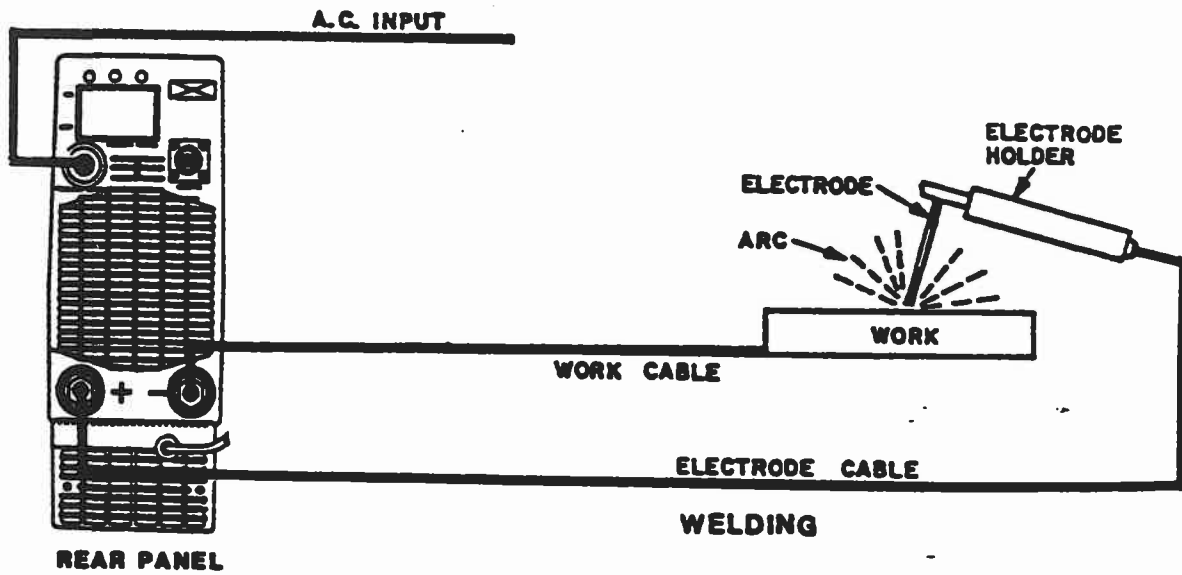 A.C. INPUT
ELECTRODE
HOLDER
ELECTRODE
ARC
WORK
WORK CABLE
+ −
ELECTRODE CABLE
WELDING
REAR PANEL